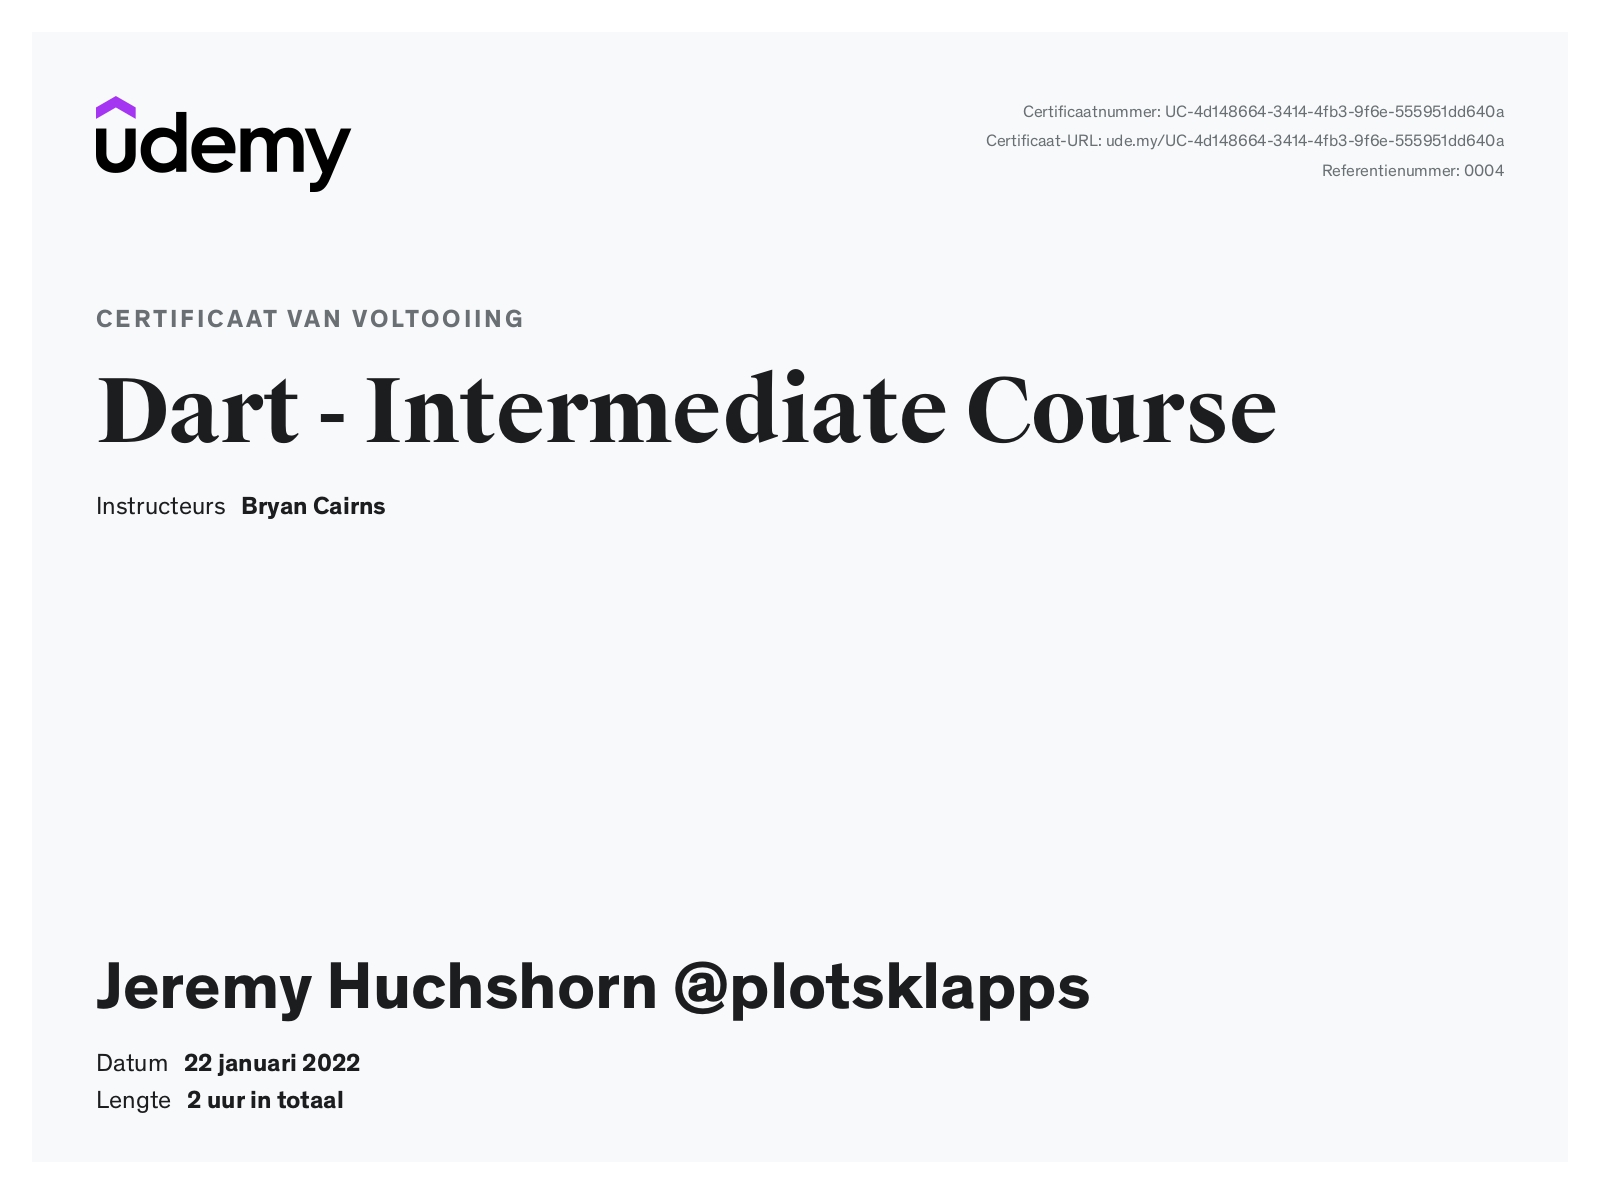 udemy
Certificaatnummer: UC-4d148664-3414-4fb3-9f6e-555951dd640a
Certificaat-URL: ude.my/UC-4d148664-3414-4fb3-9f6e-555951dd640a
Referentienummer: 0004
CERTIFICAAT VAN VOLTOOIING
Dart - Intermediate Course
Instructeurs Bryan Cairns
Jeremy Huchshorn @plotsklapps
Datum 22 januari 2022
Lengte 2 uur in totaal